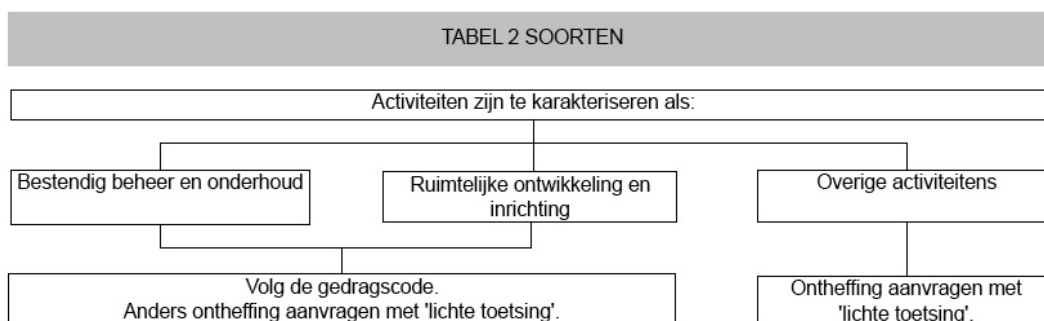 TABEL 2 SOORTEN
Activiteiten zijn te karakteriseren als:
Bestendig beheer en onderhoud
Ruimtelijke ontwikkeling en
inrichting
Overige activiteitens
Volg de gedragscode.
Anders ontheffing aanvragen met 'lichte toetsing'.
Ontheffing aanvragen met
'lichte toetsing'.